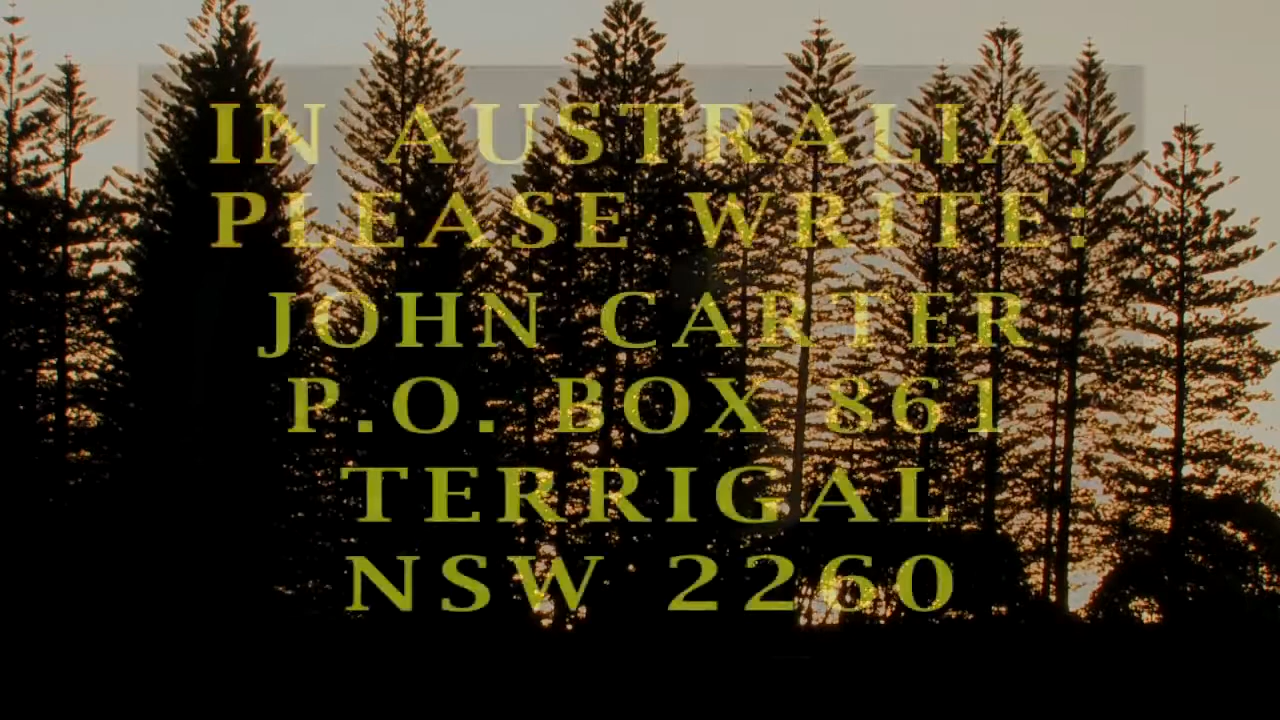 IN AUSTRALIA,
PLEASE WRITE:
JOHN CARTER
P.O. BOX 861
TERRIGAL
NSW 2260